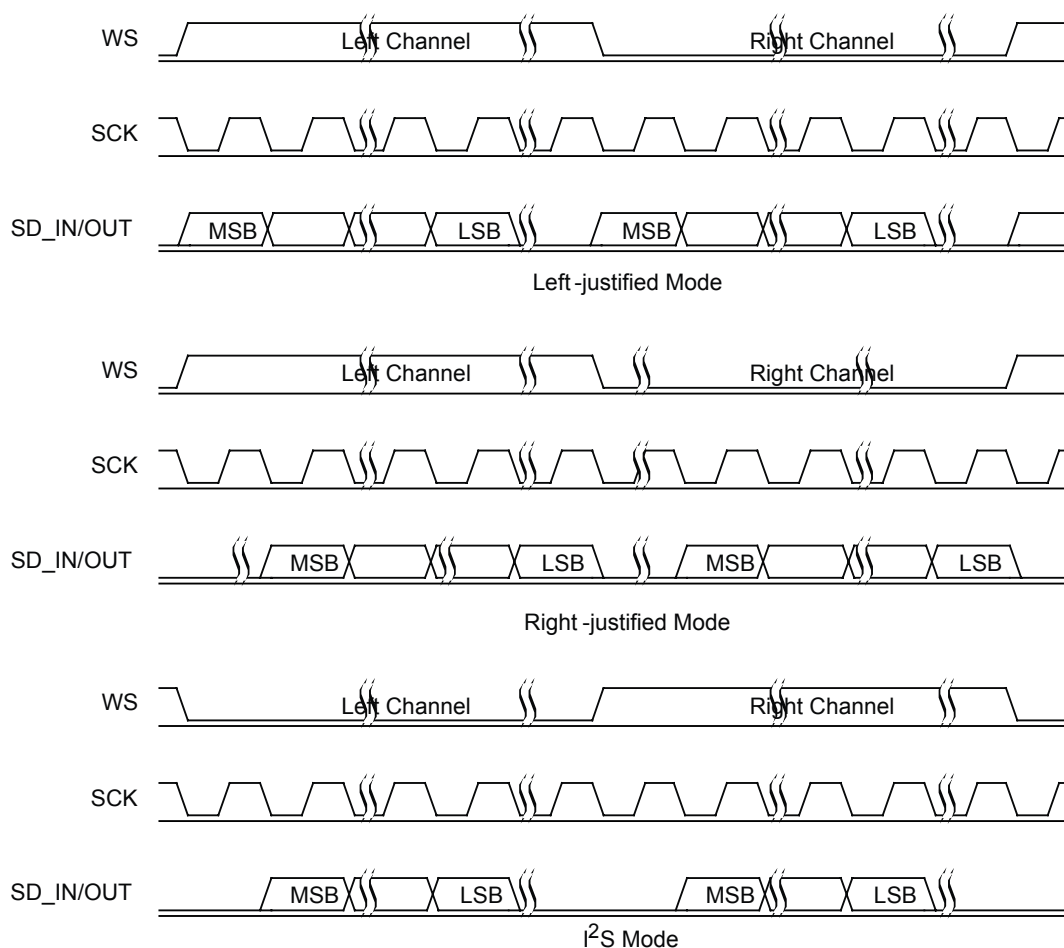 WS Left Channel Right Channel
SCK
SD_IN/OUT MSB LSB MSB LSB
Left-justified Mode
WS Left Channel Right Channel
SCK
SD_IN/OUT MSB LSB MSB LSB
Right-justified Mode
WS Left Channel Right Channel
SCK
SD_IN/OUT MSB LSB MSB LSB
I²S Mode